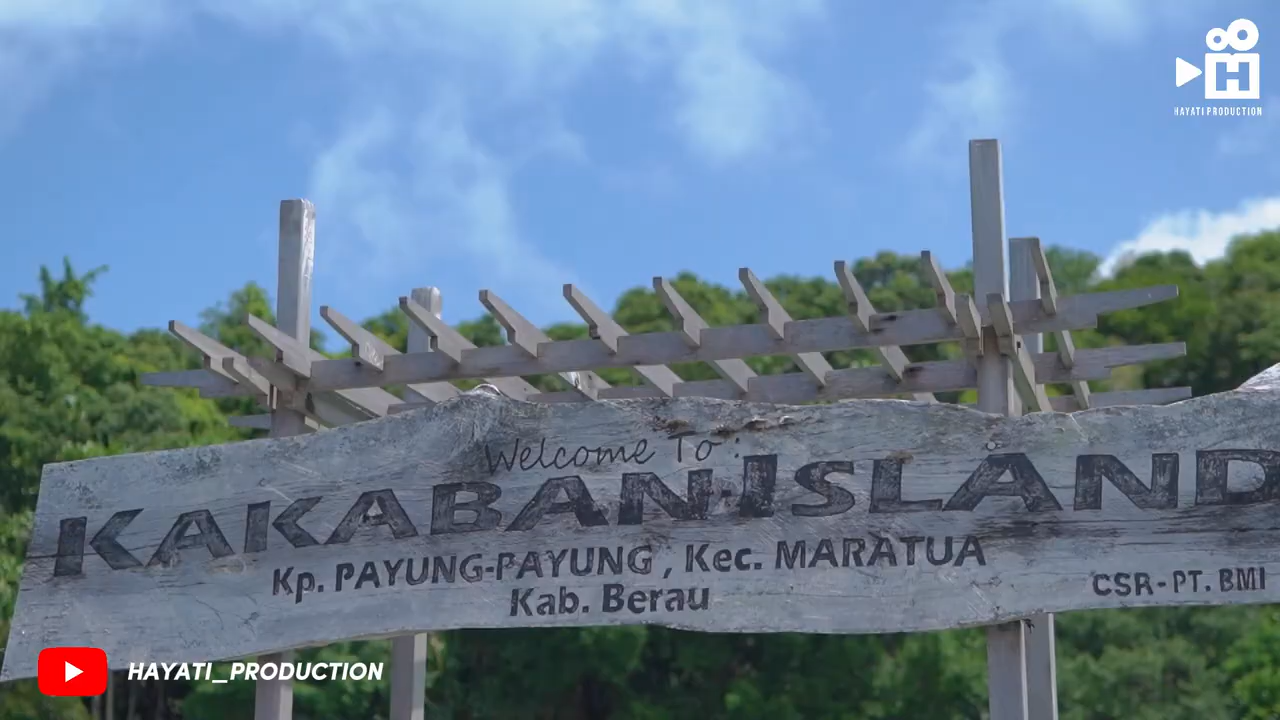 HAYATI PRODUCTION
Welcome To :
KAKABAN ISLAND
Kp. PAYUNG-PAYUNG, Kec. MARATUA
Kab. Berau
CSR-PT. BMI
HAYATI_PRODUCTION